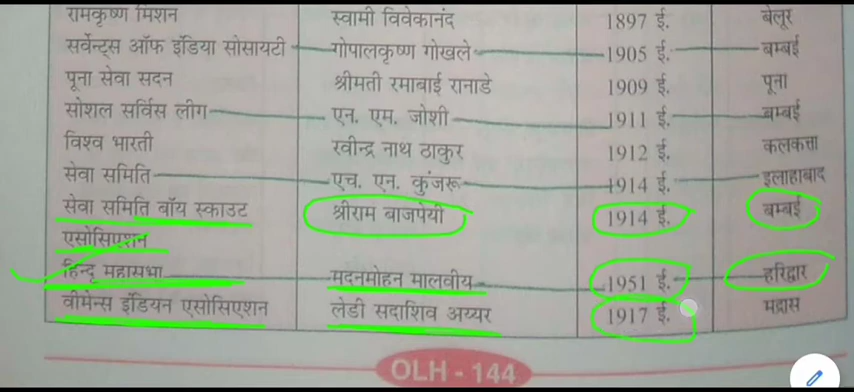 रामकृष्ण मिशन स्वामी विवेकानंद 1897 ई. बेलूर
सर्वेन्ट्स ऑफ इंडिया सोसायटी गोपालकृष्ण गोखले 1905 ई. बम्बई
पूना सेवा सदन श्रीमती रमाबाई रानाडे 1909 ई. पूना
सोशल सर्विस लीग एन. एम. जोशी 1911 ई. बम्बई
विश्व भारती रवीन्द्र नाथ ठाकुर 1912 ई. कलकत्ता
सेवा समिति एच. एन. कुंजरू 1914 ई. इलाहाबाद
सेवा समिति बॉय स्काउट श्रीराम बाजपेयी 1914 ई. बम्बई
एसोसिएशन
हिन्दू महासभा मदनमोहन मालवीय 1951 ई. हरिद्वार
वीमेन्स इंडियन एसोसिएशन लेडी सदाशिव अय्यर 1917 ई. मद्रास
OLH - 144